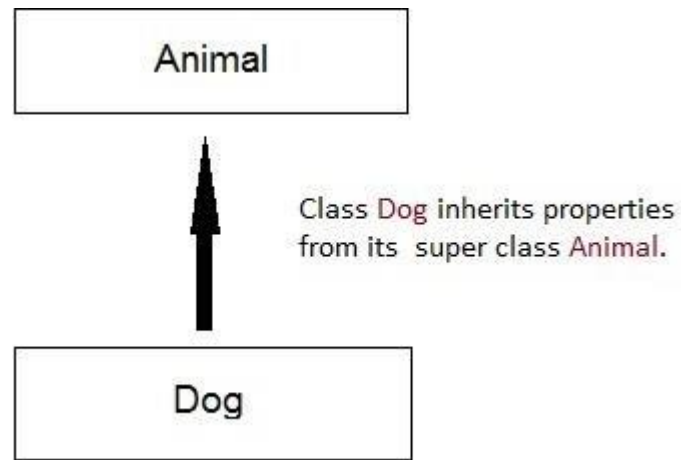 Animal
Class Dog inherits properties
from its super class Animal.
Dog